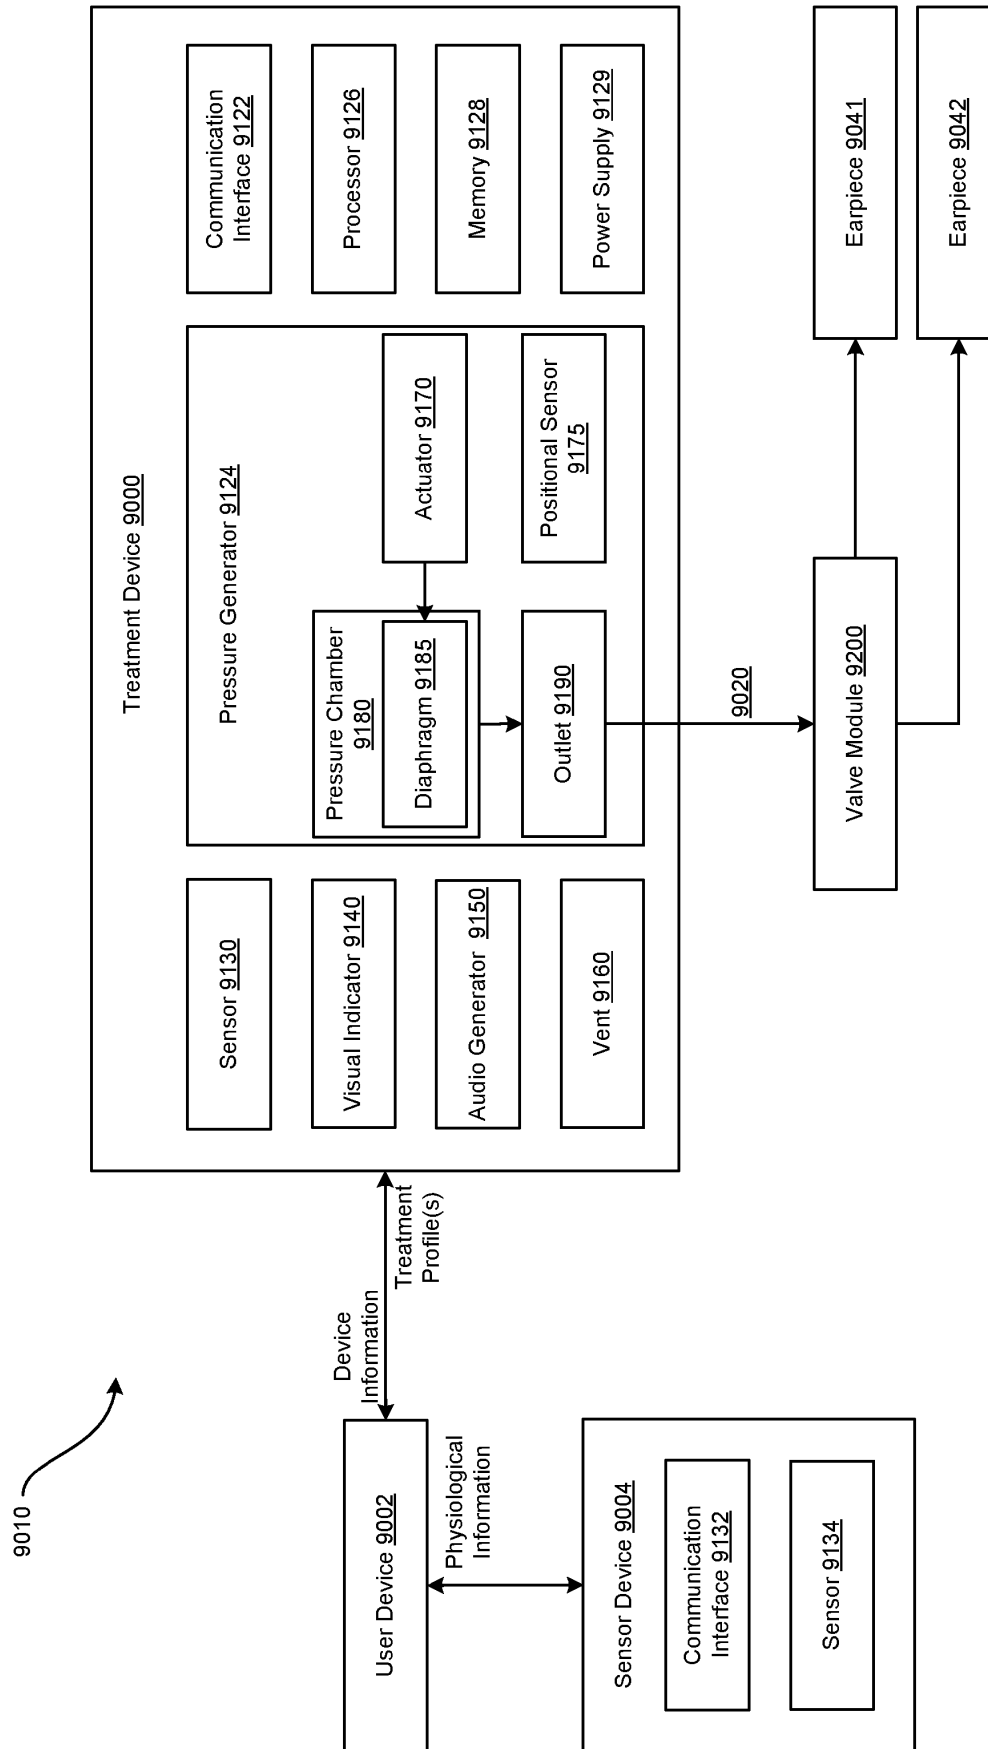 9010
User Device 9002
Device
Information
Treatment
Profile(s)
Physiological
Information
Sensor Device 9004
Communication
Interface 9132
Sensor 9134
Treatment Device 9000
Sensor 9130
Visual Indicator 9140
Audio Generator 9150
Vent 9160
Pressure Generator 9124
Pressure Chamber
9180
Diaphragm 9185
Actuator 9170
Outlet 9190
Positional Sensor
9175
Communication
Interface 9122
Processor 9126
Memory 9128
Power Supply 9129
9020
Valve Module 9200
Earpiece 9041
Earpiece 9042